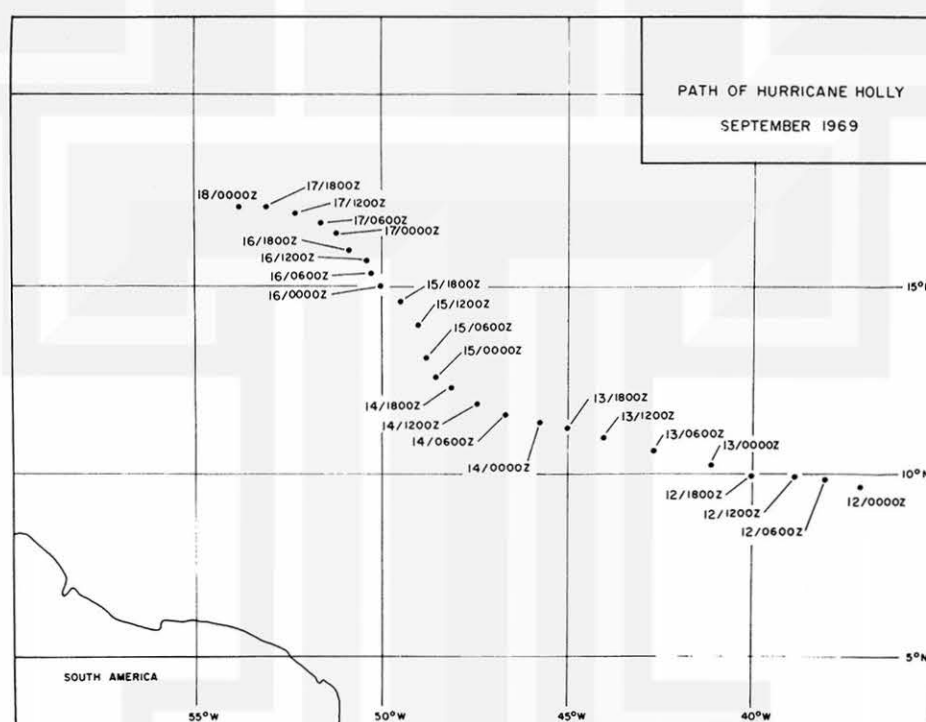 PATH OF HURRICANE HOLLY
SEPTEMBER 1969
18/0000Z
17/1800Z
17/1200Z
17/0600Z
17/0000Z
16/1800Z
16/1200Z
16/0600Z
16/0000Z
15/1800Z
15°N
15/1200Z
15/0600Z
15/0000Z
14/1800Z
14/1200Z
14/0600Z
14/0000Z
13/1800Z
13/1200Z
13/0600Z
13/0000Z
10°N
12/1800Z
12/1200Z
12/0600Z
12/0000Z
5°N
SOUTH AMERICA
55°W
50°W
45°W
40°W